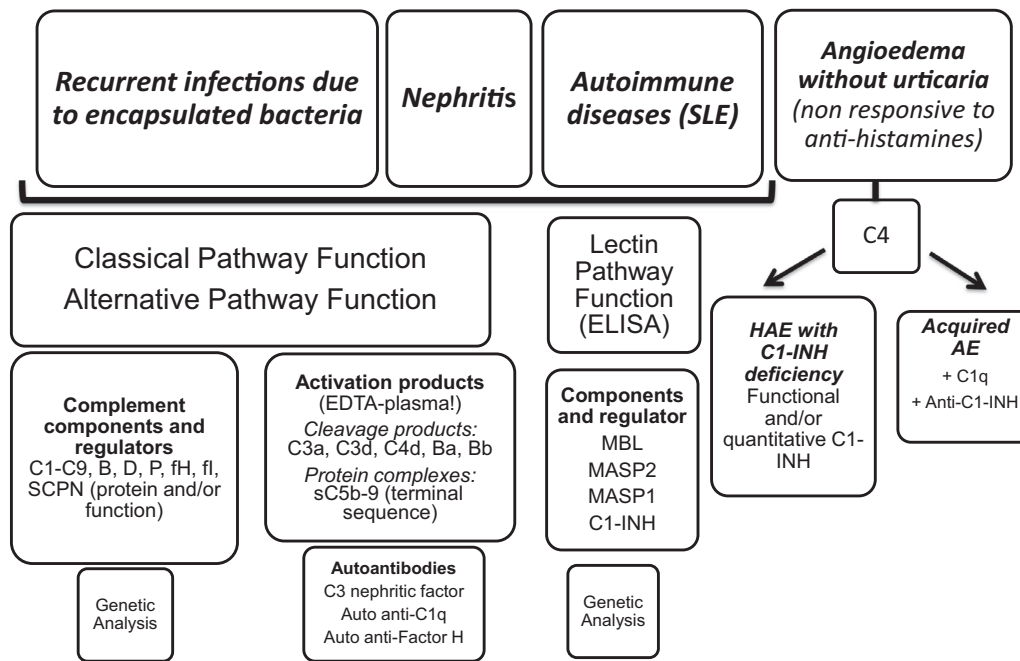 Recurrent infections due
to encapsulated bacteria
Nephritis
Autoimmune
diseases (SLE)
Angioedema
without urticaria
(non responsive to
anti-histamines)
C4
Classical Pathway Function
Alternative Pathway Function
Lectin
Pathway
Function
(ELISA)
HAE with
C1-INH
deficiency
Functional
and/or
quantitative C1-
INH
Acquired
AE
+ C1q
+ Anti-C1-INH
Complement
components and
regulators
C1-C9, B, D, P, fH, fI,
SCPN (protein and/or
function)
Activation products
(EDTA-plasma!)
Cleavage products:
C3a, C3d, C4d, Ba, Bb
Protein complexes:
sC5b-9 (terminal
sequence)
Components
and regulator
MBL
MASP2
MASP1
C1-INH
Genetic
Analysis
Autoantibodies
C3 nephritic factor
Auto anti-C1q
Auto anti-Factor H
Genetic
Analysis